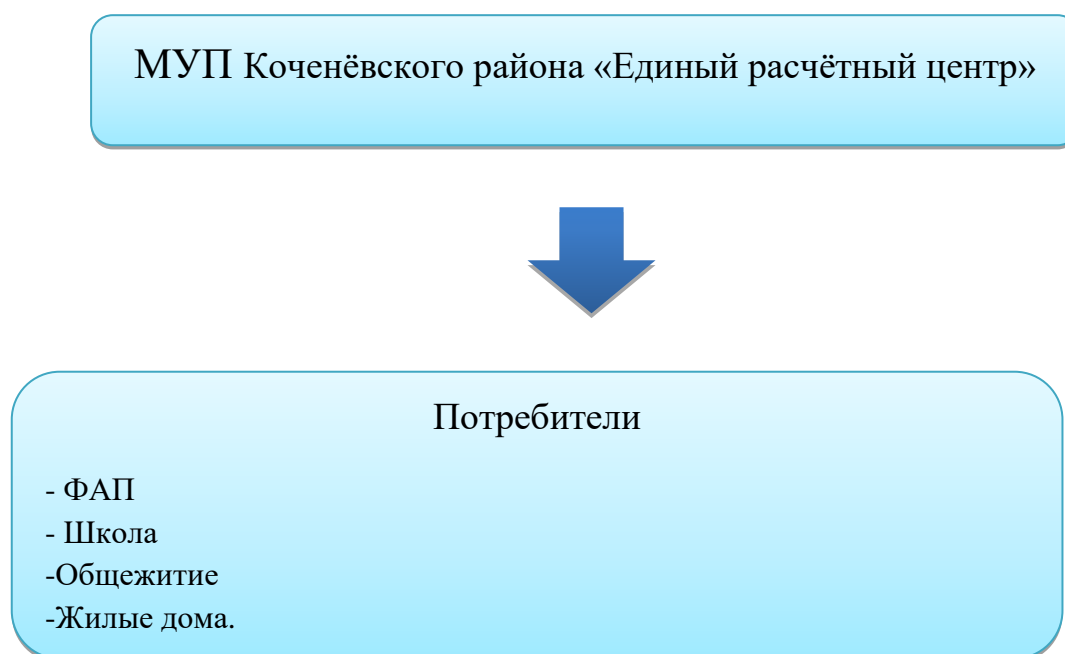 МУП Коченёвского района «Единый расчётный центр»
Потребители
- ФАП
- Школа
-Общежитие
-Жилые дома.